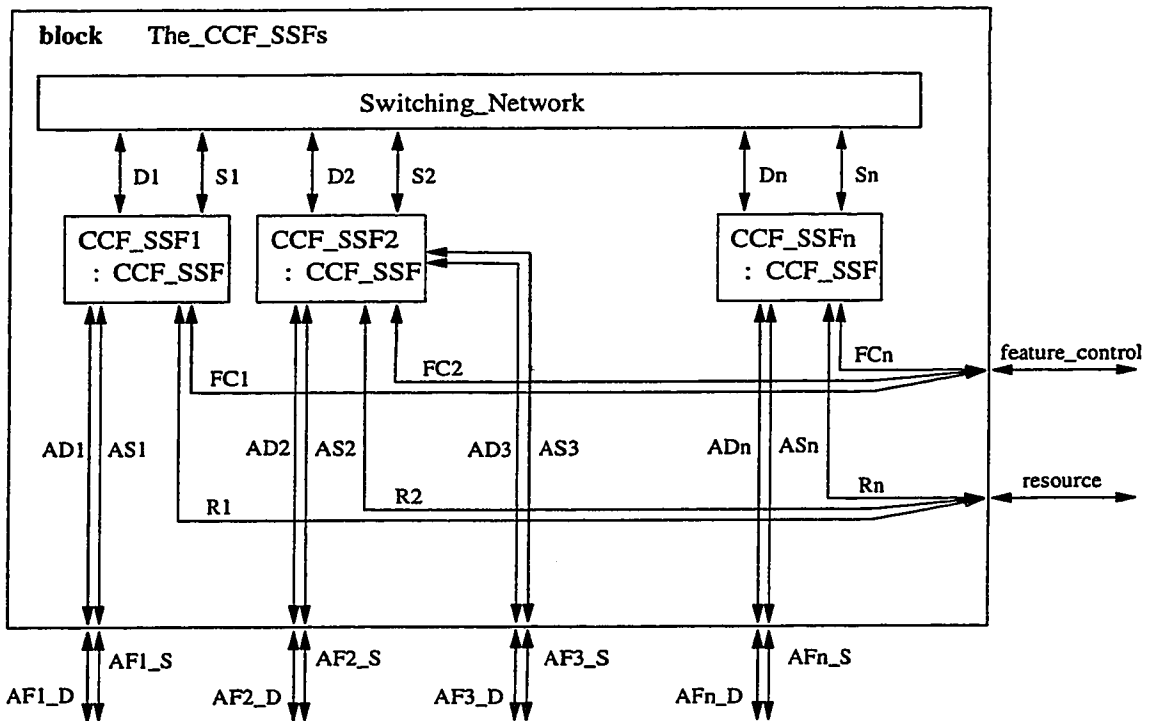 block The_CCF_SSFs
Switching_Network
D1 S1 D2 S2 Dn Sn
CCF_SSF1
: CCF_SSF
CCF_SSF2
: CCF_SSF
CCF_SSFn
: CCF_SSF
FC1 FC2 FCn feature_control
AD1 AS1 AD2 AS2 AD3 AS3 ADn ASn
R1 R2 Rn resource
AF1_S AF2_S AF3_S AFn_S
AF1_D AF2_D AF3_D AFn_D